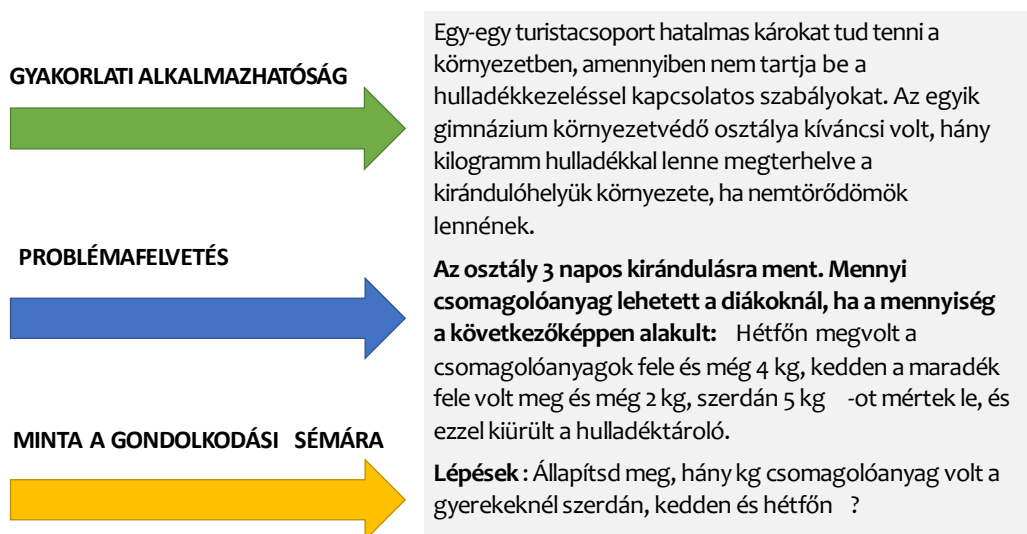 GYAKORLATI ALKALMAZHATÓSÁG
Egy-egy turistacsoport hatalmas károkat tud tenni a
környezetben, amennyiben nem tartja be a
hulladékkezeléssel kapcsolatos szabályokat. Az egyik
gimnázium környezetvédő osztálya kíváncsi volt, hány
kilogramm hulladékkal lenne megterhelve a
kirándulóhelyük környezete, ha nemtörődömök
lennének.
PROBLÉMAFELVETÉS
Az osztály 3 napos kirándulásra ment. Mennyi
csomagolóanyag lehetett a diákoknál, ha a mennyiség
a következőképpen alakult: Hétfőn megvolt a
csomagolóanyagok fele és még 4 kg, kedden a maradék
fele volt meg és még 2 kg, szerdán 5 kg -ot mértek le, és
ezzel kiürült a hulladéktároló.
MINTA A GONDOLKODÁSI SÉMÁRA
Lépések : Állapítsd meg, hány kg csomagolóanyag volt a
gyerekeknél szerdán, kedden és hétfőn ?